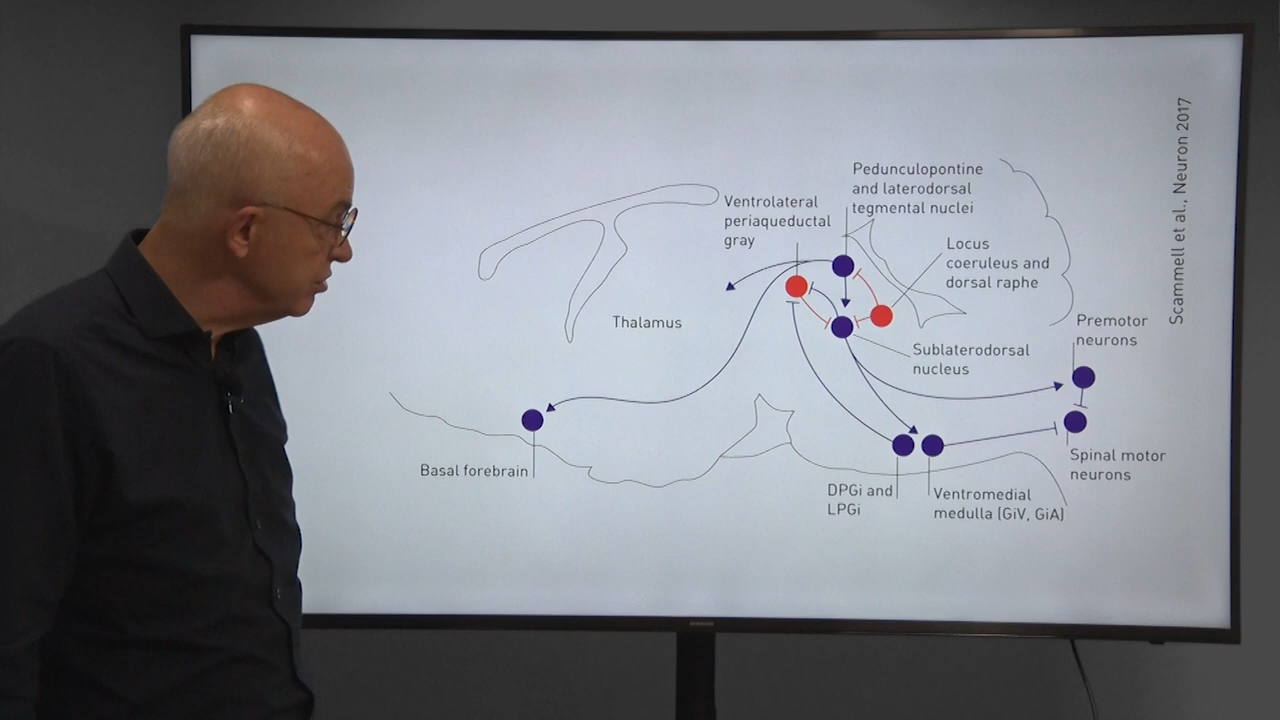 Pedunculopontine
and laterodorsal
tegmental nuclei
Ventrolateral
periaqueductal
gray
Locus
coeruleus and
dorsal raphe
Thalamus
Sublaterodorsal
nucleus
Premotor
neurons
Basal forebrain
Spinal motor
neurons
DPGi and
LPGi
Ventromedial
medulla (GiV, GiA)
Scammell et al., Neuron 2017
SAMSUNG